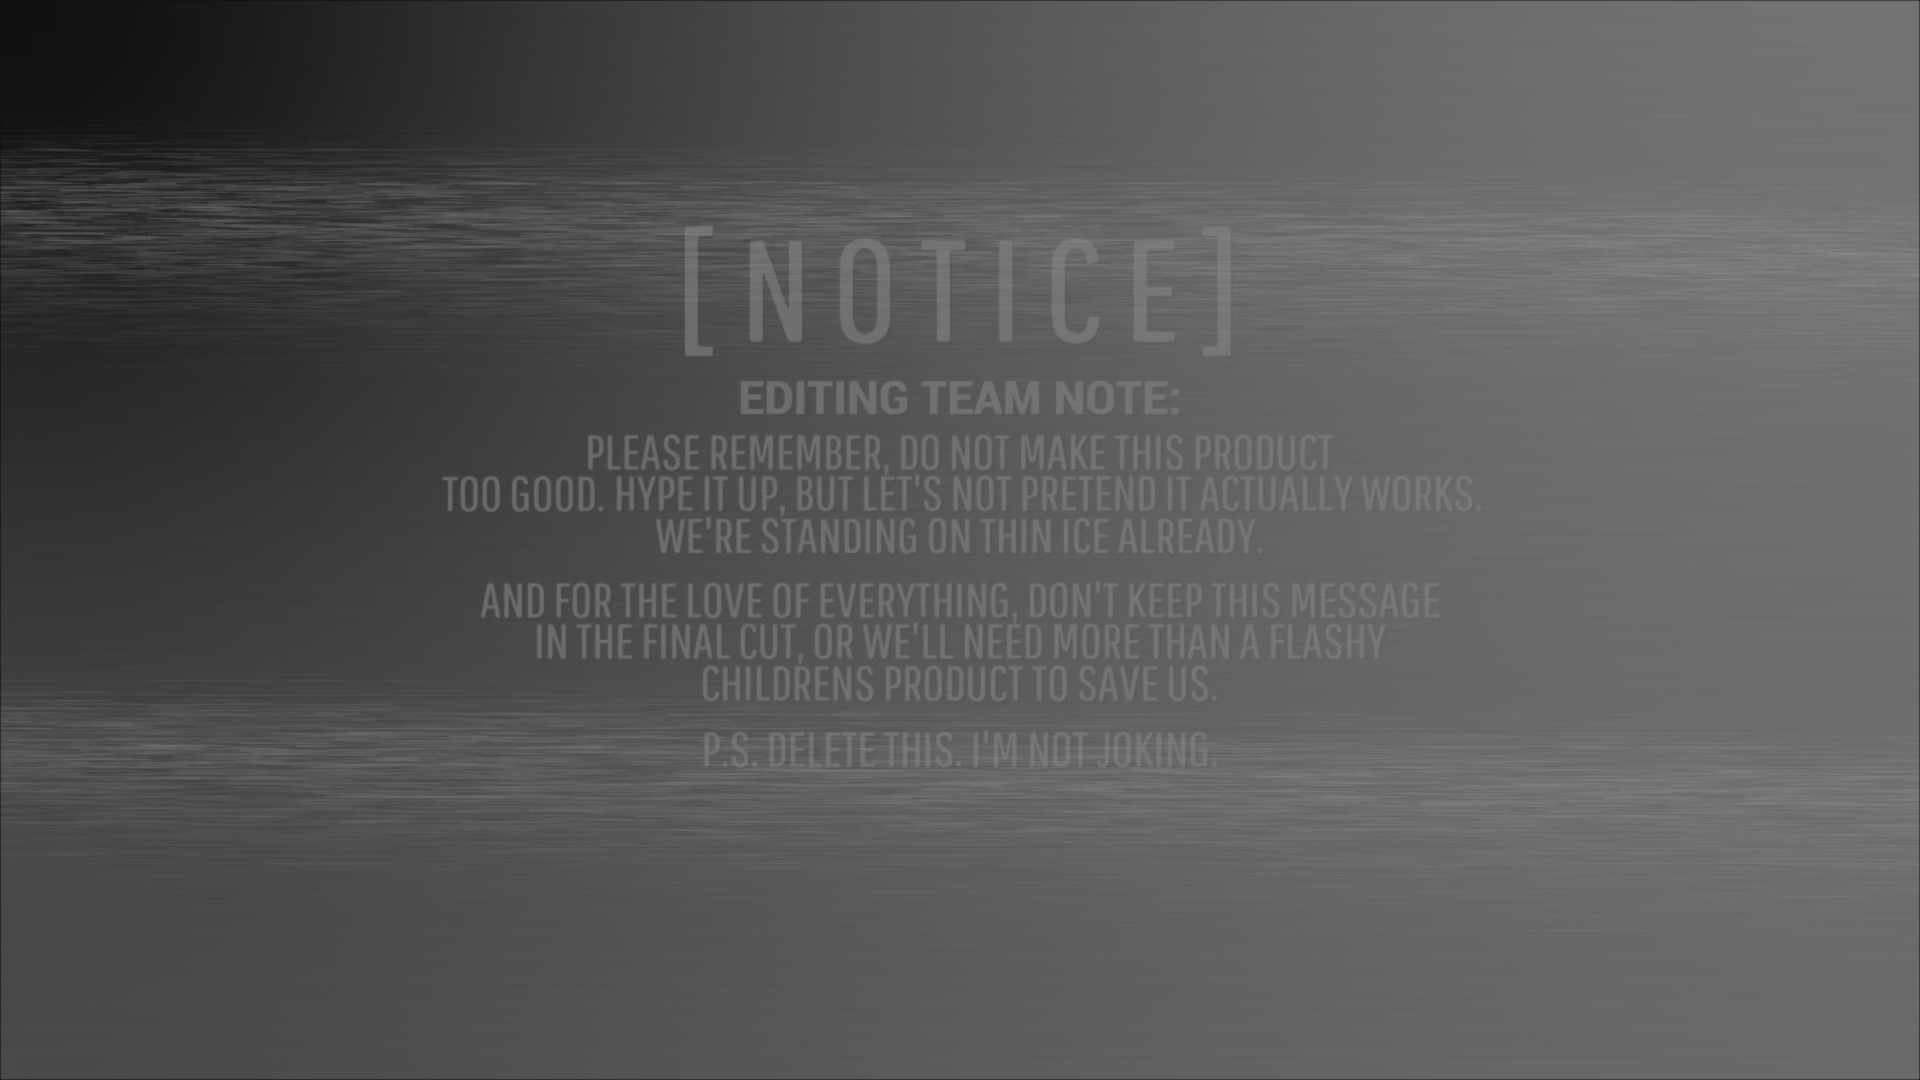 [NOTICE]
EDITING TEAM NOTE:
PLEASE REMEMBER, DO NOT MAKE THIS PRODUCT
TOO GOOD. HYPE IT UP, BUT LET'S NOT PRETEND IT ACTUALLY WORKS.
WE'RE STANDING ON THIN ICE ALREADY.
AND FOR THE LOVE OF EVERYTHING, DON'T KEEP THIS MESSAGE
IN THE FINAL CUT, OR WE'LL NEED MORE THAN A FLASHY
CHILDRENS PRODUCT TO SAVE US.
P.S. DELETE THIS. I'M NOT JOKING.